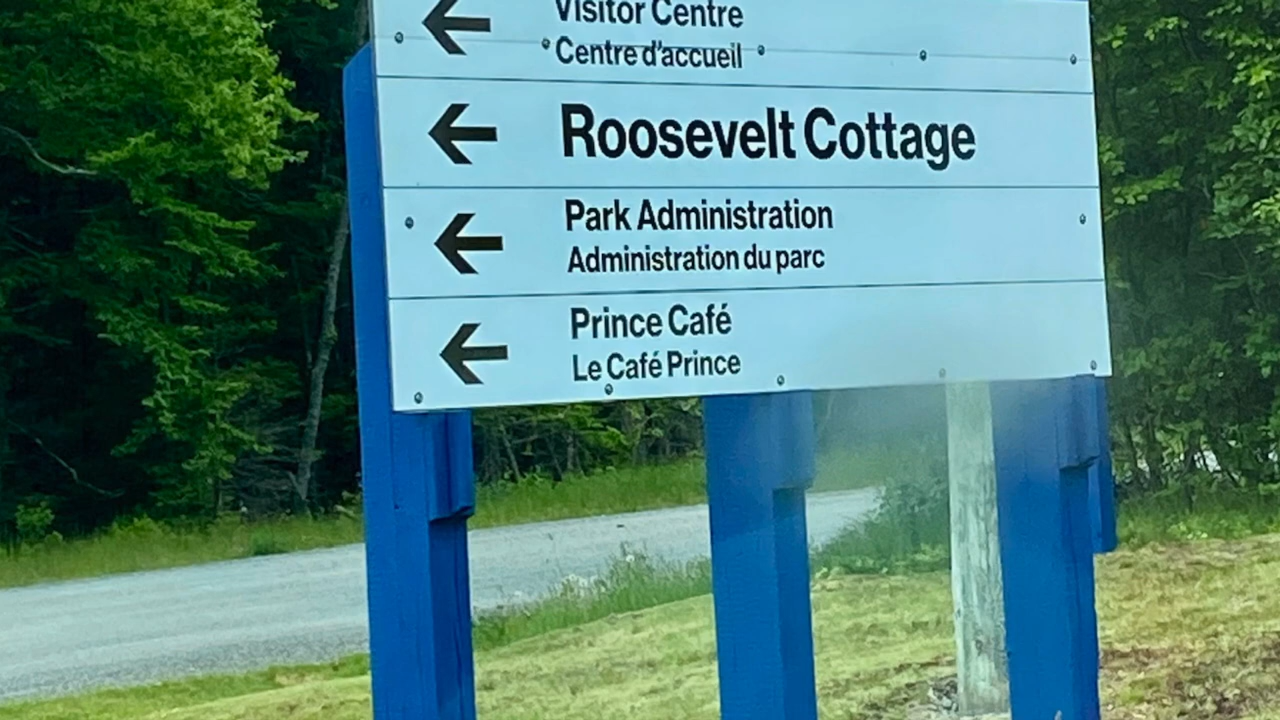 Visitor Centre
Centre d'accueil
Roosevelt Cottage
Park Administration
Administration du parc
Prince Café
Le Café Prince